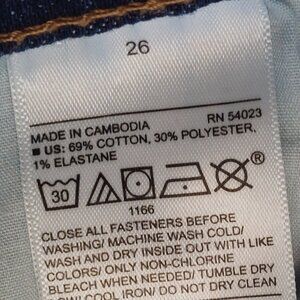 26
MADE IN CAMBODIA RN 54023
■ US: 69% COTTON, 30% POLYESTER,
1% ELASTANE
30
®
1166
CLOSE ALL FASTENERS BEFORE
WASHING/ MACHINE WASH COLD/
WASH AND DRY INSIDE OUT WITH LIKE
COLORS/ ONLY NON-CHLORINE
BLEACH WHEN NEEDED/ TUMBLE DRY
LOW/ COOL IRON/ DO NOT DRY CLEAN